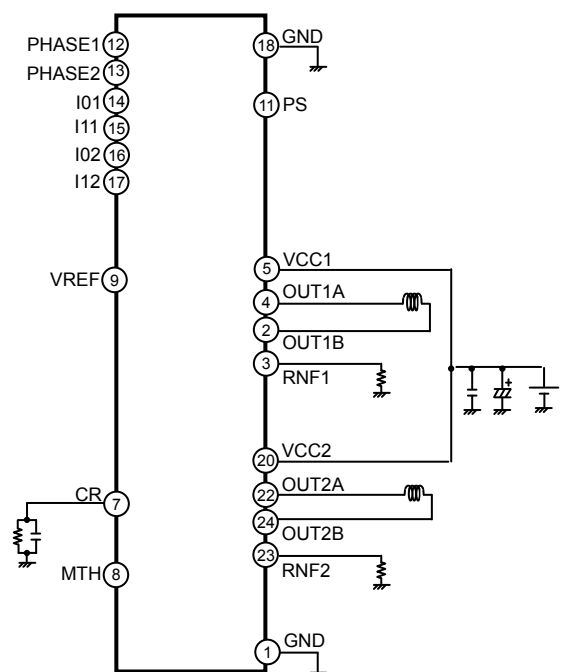 PHASE1 12
PHASE2 13
I01 14
I11 15
I02 16
I12 17
VREF 9
CR 7
MTH 8
18 GND
11 PS
5 VCC1
4 OUT1A
2 OUT1B
3 RNF1
+
20 VCC2
22 OUT2A
24 OUT2B
23 RNF2
1 GND